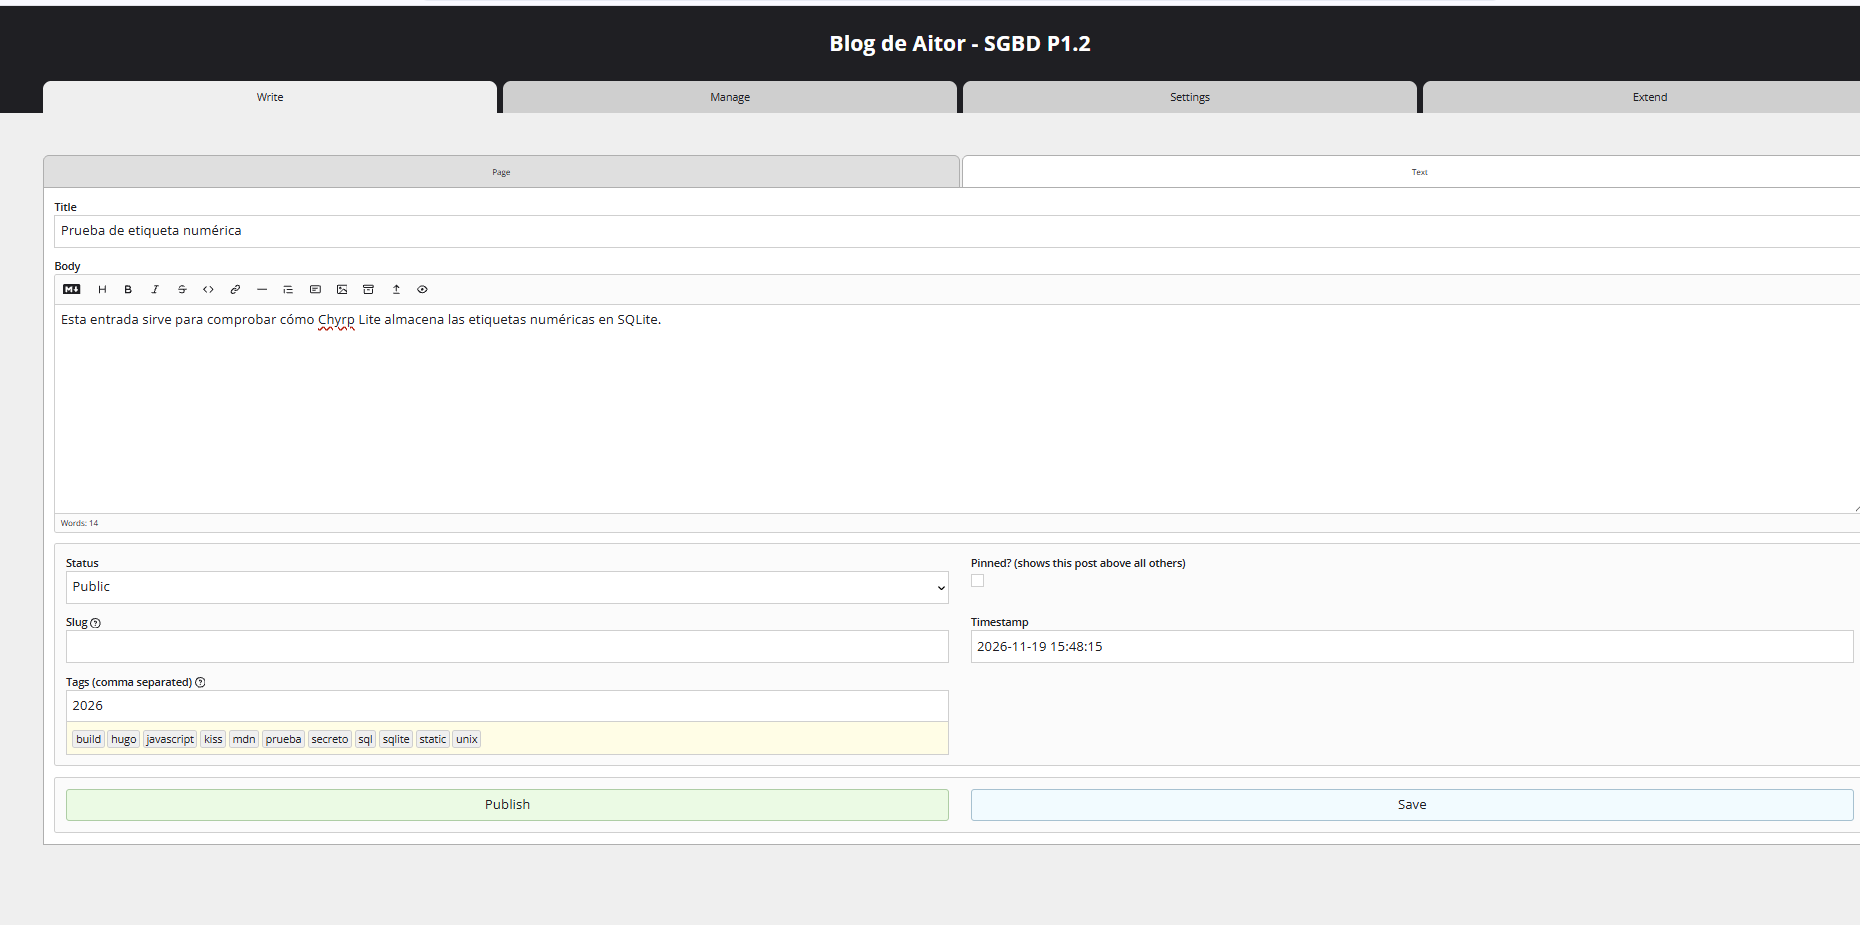 Blog de Aitor - SGBD P1.2
Write
Manage
Settings
Extend
Page
Text
Title
Prueba de etiqueta numérica
Body
M H B I S
Esta entrada sirve para comprobar cómo Chyrp Lite almacena las etiquetas numéricas en SQLite.
Words: 14
Status
Pinned? (shows this post above all others)
Public
Slug ?
Timestamp
2026-11-19 15:48:15
Tags (comma separated) ?
2026
build hugo javascript kiss mdn prueba secreto sql sqlite static unix
Publish
Save